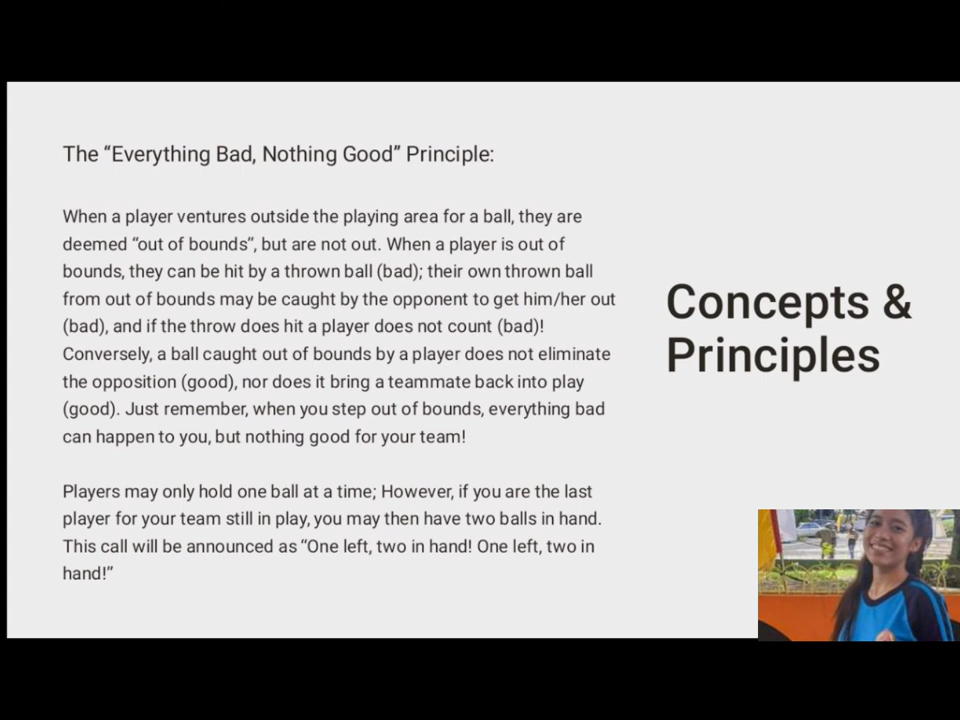 The “Everything Bad, Nothing Good” Principle:
When a player ventures outside the playing area for a ball, they are
deemed “out of bounds“, but are not out. When a player is out of
bounds, they can be hit by a thrown ball (bad); their own thrown ball
from out of bounds may be caught by the opponent to get him/her out
(bad), and if the throw does hit a player does not count (bad)!
Conversely, a ball caught out of bounds by a player does not eliminate
the opposition (good), nor does it bring a teammate back into play
(good). Just remember, when you step out of bounds, everything bad
can happen to you, but nothing good for your team!
Players may only hold one ball at a time; However, if you are the last
player for your team still in play, you may then have two balls in hand.
This call will be announced as “One left, two in hand! One left, two in
hand!”
Concepts &
Principles